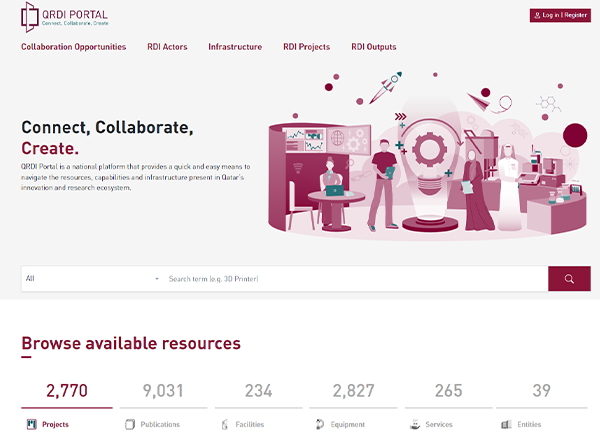 QRDI PORTAL
Connect, Collaborate, Create
Log in | Register
Collaboration Opportunities RDI Actors Infrastructure RDI Projects RDI Outputs
Connect, Collaborate,
Create.
QRDI Portal is a national platform that provides a quick and easy means to
navigate the resources, capabilities and infrastructure present in Qatar's
innovation and research ecosystem.
All Search term (e.g. 3D Printer)
Browse available resources
2,770 9,031 234 2,827 265 39
Projects Publications Facilities Equipment Services Entities